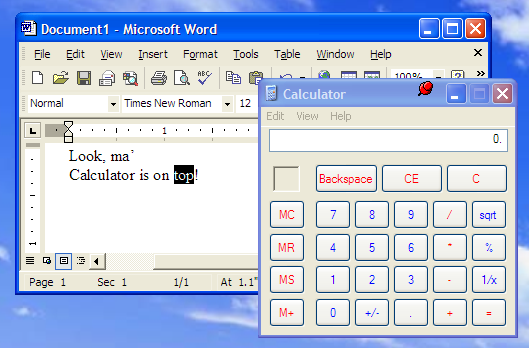 Document1 - Microsoft Word
File Edit View Insert Format Tools Table Window Help
100%
Normal Times New Roman 12
1
Look, ma'
Calculator is on top!
Page 1 Sec 1 1/1 At 1.1"
Calculator
Edit View Help
0.
Backspace CE C
MC 7 8 9 / sqrt
MR 4 5 6 * %
MS 1 2 3 - 1/x
M+ 0 +/- . + =